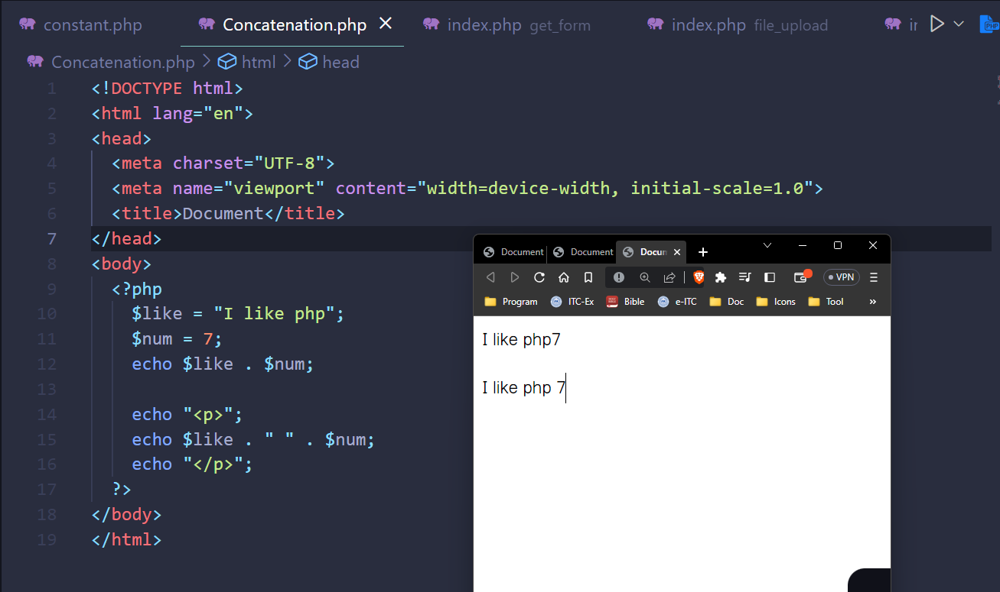 constant.php Concatenation.php index.php get_form index.php file_upload
Concatenation.php > html > head
1 <!DOCTYPE html>
2 <html lang="en">
3 <head>
4 <meta charset="UTF-8">
5 <meta name="viewport" content="width=device-width, initial-scale=1.0">
6 <title>Document</title>
7 </head>
8 <body>
9 <?php
10 $like = "I like php";
11 $num = 7;
12 echo $like . $num;
13
14 echo "<p>";
15 echo $like . " " . $num;
16 echo "</p>";
17 ?>
18 </body>
19 </html>
Document Document Docun
VPN
Program ITC-Ex Bible e-ITC Doc Icons Tool »
I like php7
I like php 7